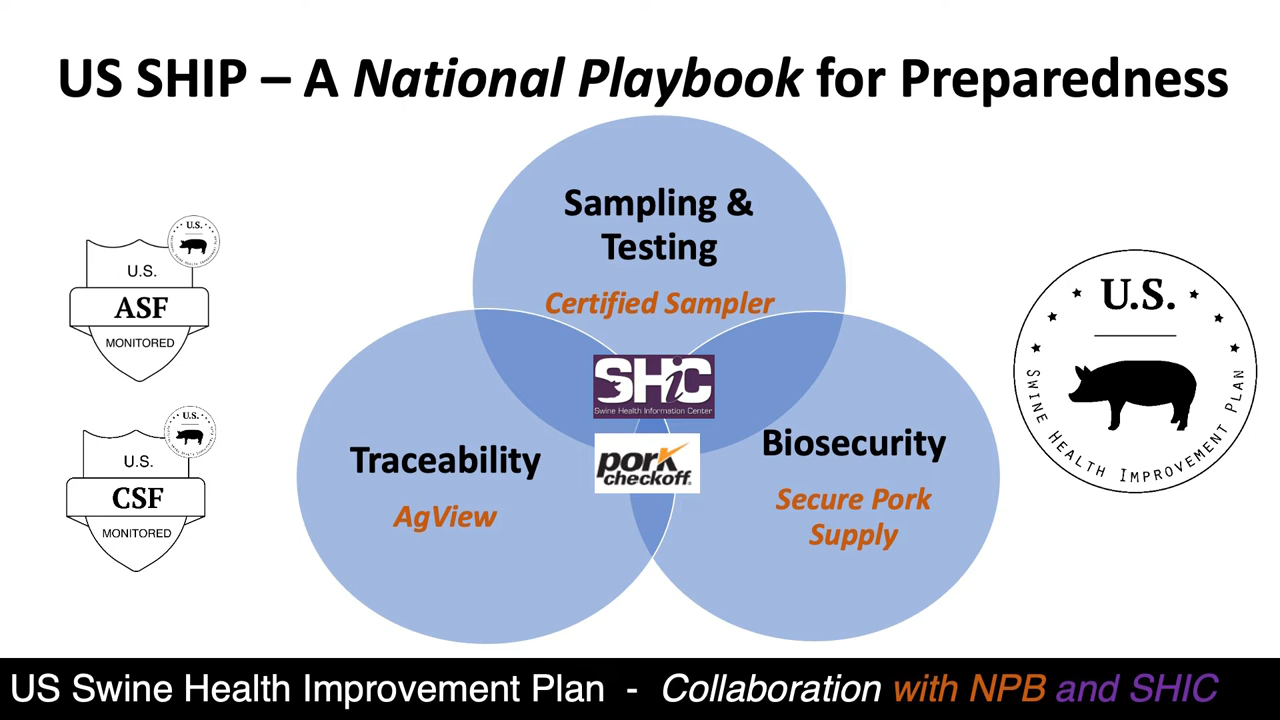 US SHIP – A National Playbook for Preparedness
Sampling &
Testing
Certified Sampler
U.S.
U.S.
ASF
MONITORED
U.S.
U.S.
CSF
MONITORED
SHiC
Swine Health Information Center
pork
checkoff.
Traceability
AgView
Biosecurity
Secure Pork
Supply
U.S.
SWINE HEALTH IMPROVEMENT PLAN
US Swine Health Improvement Plan - Collaboration with NPB and SHIC